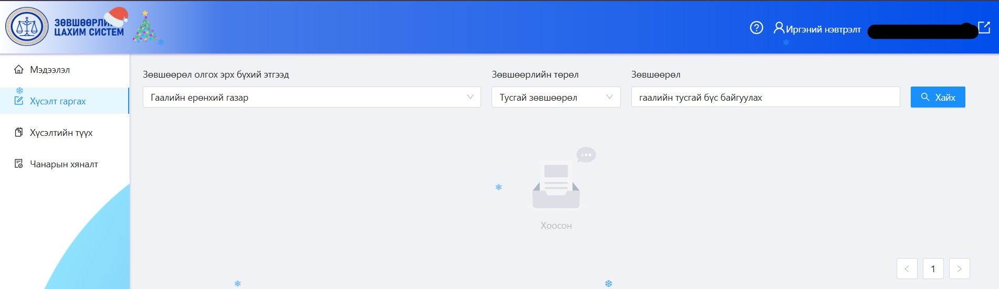 ЗӨВШӨӨРЛИ
ЦАХИМ СИСТЕМ
Иргэний нэвтрэлт
Мэдээлэл
Хүсэлт гаргах
Хүсэлтийн түүх
Чанарын хяналт
Зөвшөөрөл олгох эрх бүхий этгээд
Гаалийн ерөнхий газар
Зөвшөөрлийн төрөл
Тусгай зөвшөөрөл
Зөвшөөрөл
гаалийн тусгай бүс байгуулах
Хайх
Хоосон
1